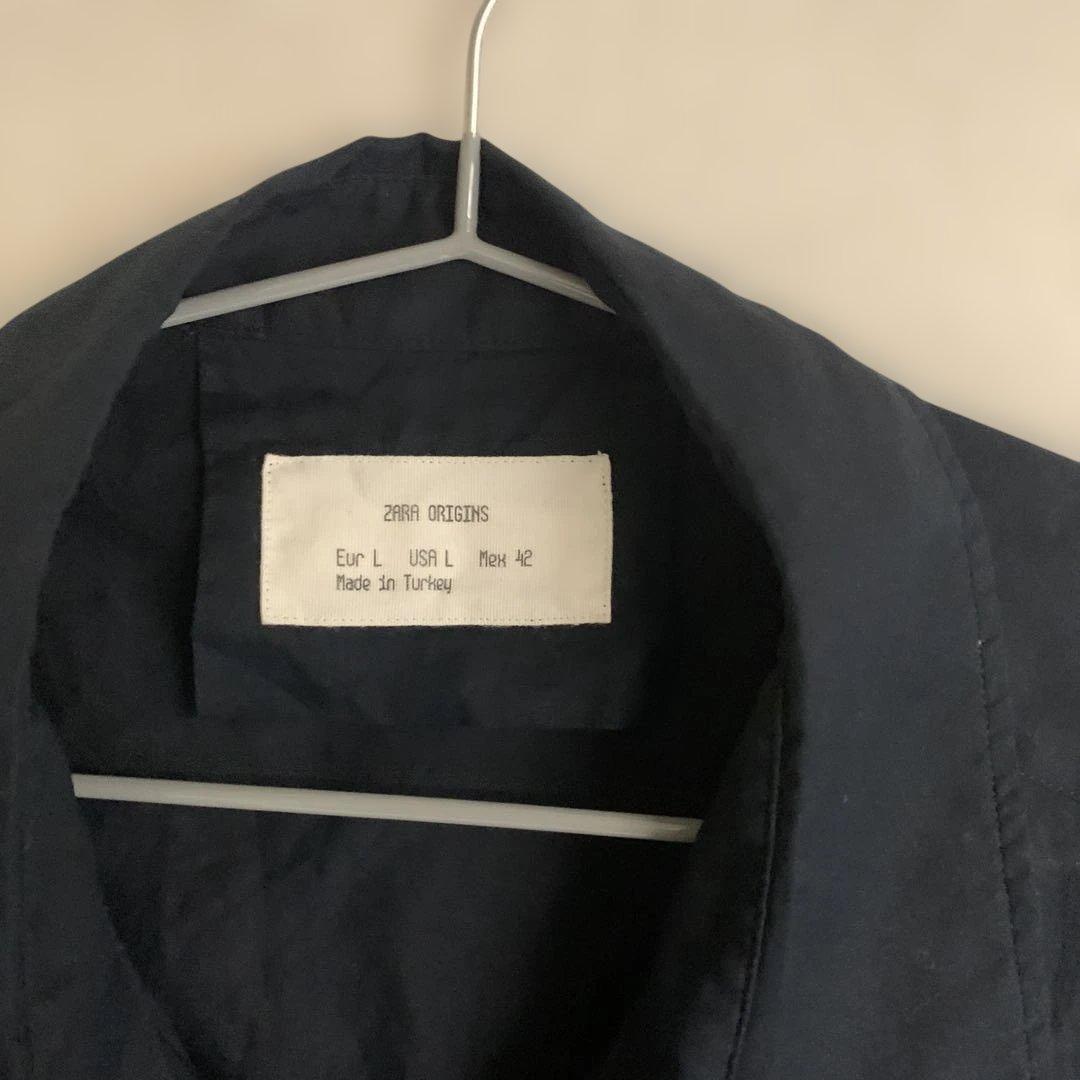 ZARA ORIGINS
Eur L USA L Mex 42
Made in Turkey